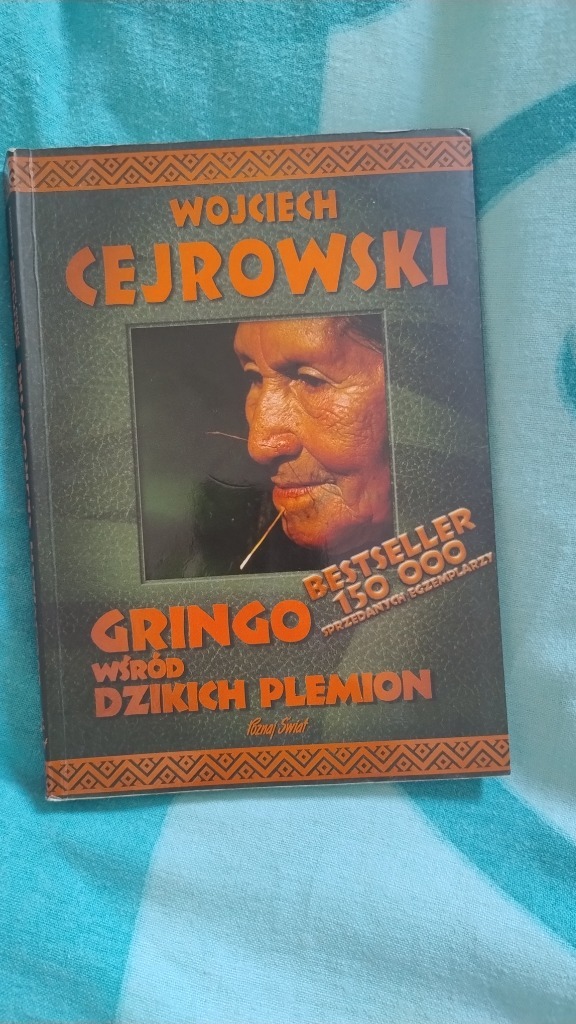 WOJCIECH
CEJROWSKI
BESTSELLER
150 000
SPRZEDANYCH EGZEMPLARZY
GRINGO
WŚRÓD
DZIKICH PLEMION
Poznaj Świat